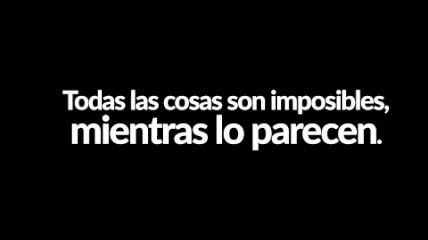 Todas las cosas son imposibles,
mientras lo parecen.